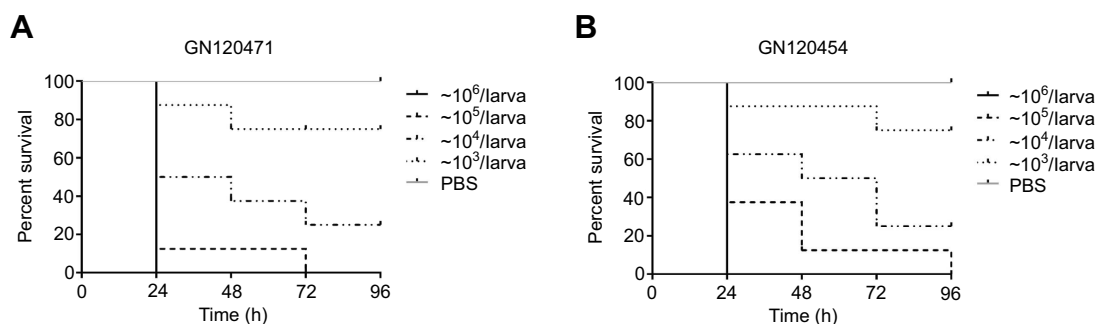 A
GN120471
Percent survival
100
80
60
40
20
0
0 24 48 72 96
Time (h)
~10⁶/larva
~10⁵/larva
~10⁴/larva
~10³/larva
PBS
B
GN120454
Percent survival
100
80
60
40
20
0
0 24 48 72 96
Time (h)
~10⁶/larva
~10⁵/larva
~10⁴/larva
~10³/larva
PBS